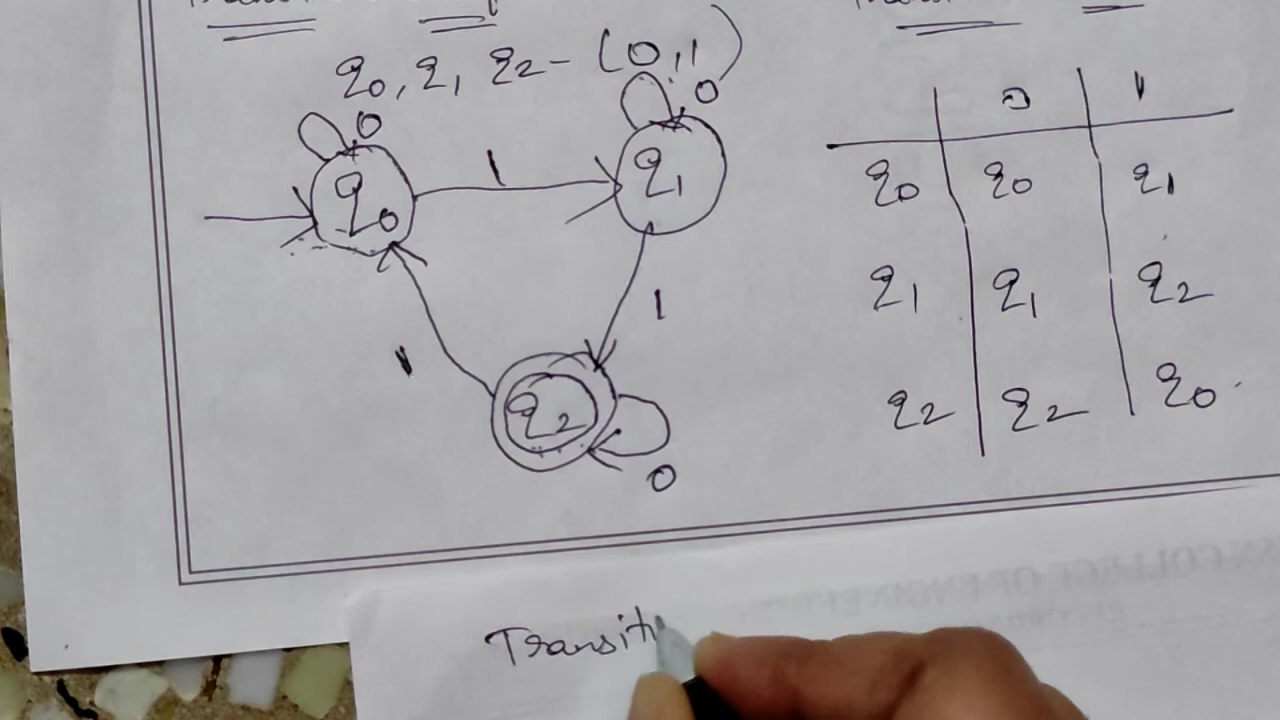 q0, q1 q2 - (0,1)
0
0
q0
1
q1
1
1
q2
0
0 1
q0 q0 q1
q1 q1 q2
q2 q2 q0
Transiti